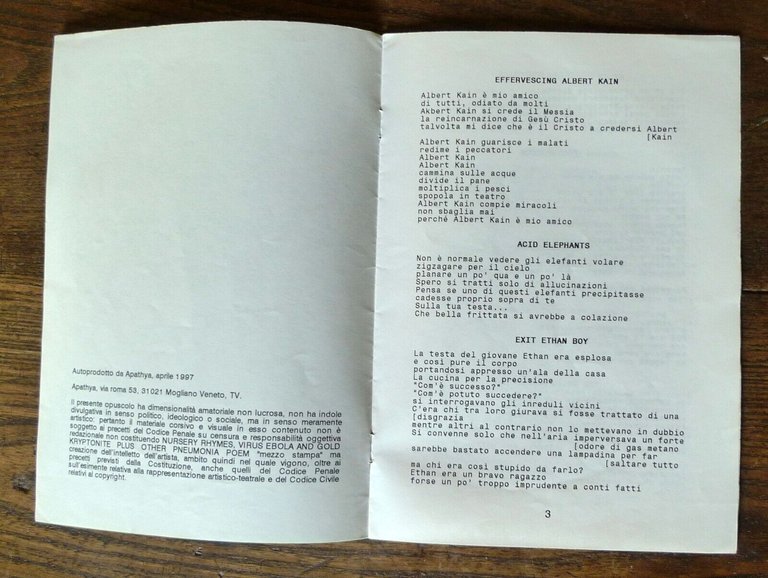 Autoprodotto da Apathya, aprile 1997
Apathya, via roma 53, 31021 Mogliano Veneto, TV.
Il presente opuscolo ha dimensionalità amatoriale non lucrosa, non ha indole
divulgativa in senso politico, ideologico o sociale, ma in senso meramente
artistico: pertanto il materiale corsivo e visuale in esso contenuto non è
soggetto ai precetti del Codice Penale su censura e responsabilità oggettiva
redazionale non costituendo NURSERY RHYMES, VIRUS EBOLA AND GOLD
KRYPTONITE PLUS OTHER PNEUMONIA POEM "mezzo stampa" ma
creazione dell'intelletto dell'artista, ambito quindi nel quale vigono, oltre ai
precetti previsti dalla Costituzione, anche quelli del Codice Penale
sull'esimente relativa alla rappresentazione artistico-teatrale e del Codice Civile
relativi al copyright.
EFFERVESCING ALBERT KAIN
Albert Kain è mio amico
di tutti, odiato da molti
Akbert Kain si crede il Messia
la reincarnazione di Gesù Cristo
talvolta mi dice che è il Cristo a credersi Albert
[Kain
Albert Kain guarisce i malati
redime i peccatori
Albert Kain
Albert Kain
cammina sulle acque
divide il pane
moltiplica i pesci
spopola in teatro
Albert Kain compie miracoli
non sbaglia mai
perchè Albert Kain è mio amico
ACID ELEPHANTS
Non è normale vedere gli elefanti volare
zigzagare per il cielo
planare un po' qua e un po' là
Spero si tratti solo di allucinazioni
Pensa se uno di questi elefanti precipitasse
cadesse proprio sopra di te
Sulla tua testa...
Che bella frittata si avrebbe a colazione
EXIT ETHAN BOY
La testa del giovane Ethan era esplosa
e così pure il corpo
portandosi appresso un'ala della casa
La cucina per la precisione
"Com'è successo?"
"Com'è potuto succedere?"
si interrogavano gli increduli vicini
C'era chi tra loro giurava si fosse trattato di una
[disgrazia
mentre altri al contrario non lo mettevano in dubbio
Si convenne solo che nell'aria imperversava un forte
[odore di gas metano
sarebbe bastato accendere una lampadina per far
[saltare tutto
ma chi era così stupido da farlo?
Ethan era un bravo ragazzo
forse un po' troppo imprudente a conti fatti
3